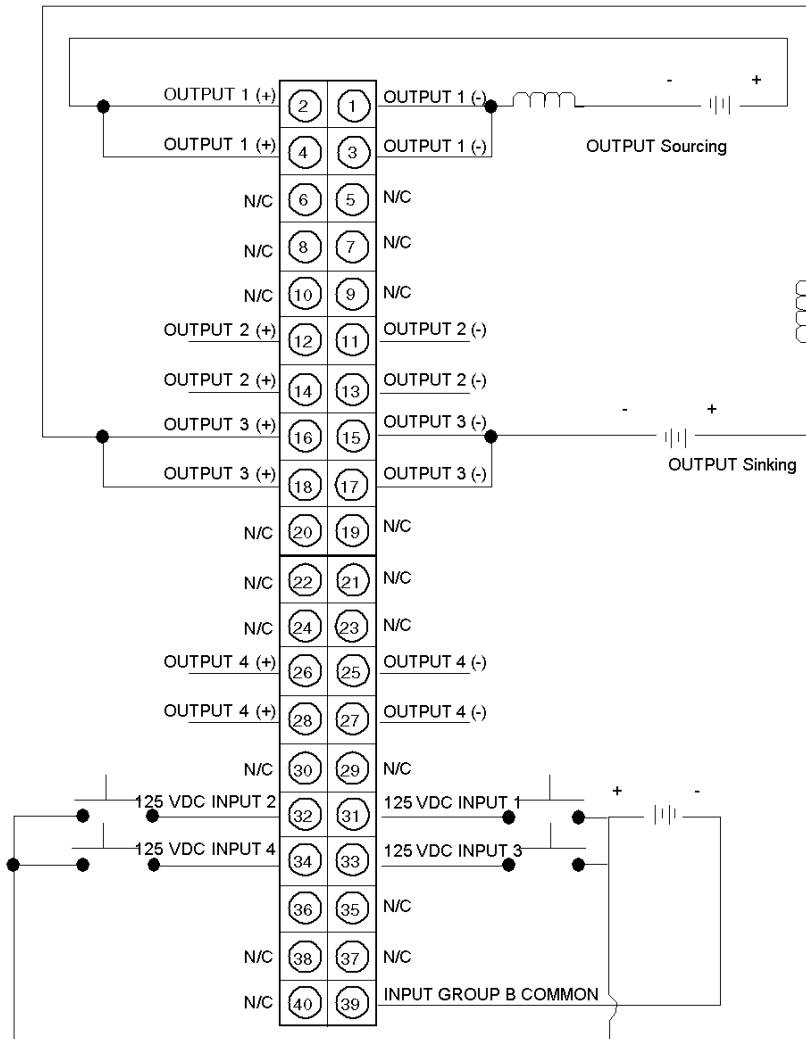 - +
OUTPUT 1 (+) 2 1 OUTPUT 1 (-)
OUTPUT 1 (+) 4 3 OUTPUT 1 (-)
OUTPUT Sourcing
N/C 6 5 N/C
N/C 8 7 N/C
N/C 10 9 N/C
OUTPUT 2 (+) 12 11 OUTPUT 2 (-)
OUTPUT 2 (+) 14 13 OUTPUT 2 (-)
- +
OUTPUT 3 (+) 16 15 OUTPUT 3 (-)
OUTPUT Sinking
OUTPUT 3 (+) 18 17 OUTPUT 3 (-)
N/C 20 19 N/C
N/C 22 21 N/C
N/C 24 23 N/C
OUTPUT 4 (+) 26 25 OUTPUT 4 (-)
OUTPUT 4 (+) 28 27 OUTPUT 4 (-)
N/C 30 29 N/C
+ -
125 VDC INPUT 2 32 31 125 VDC INPUT 1
125 VDC INPUT 4 34 33 125 VDC INPUT 3
36 35 N/C
N/C 38 37 N/C
N/C 40 39 INPUT GROUP B COMMON